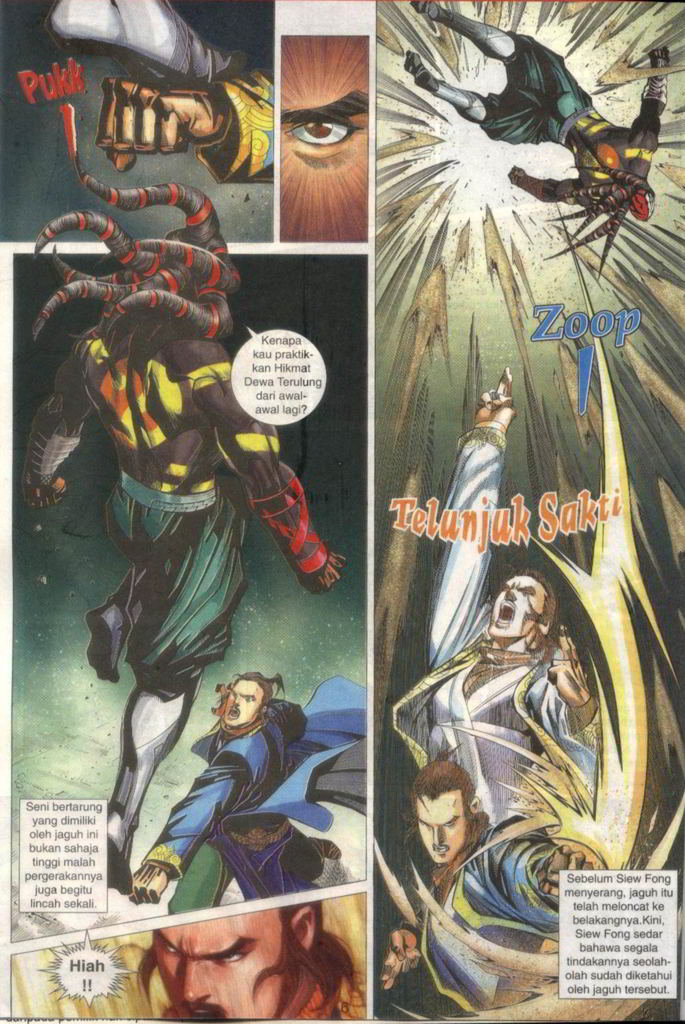 Pukk
!
Kenapa
kau praktik-
kan Hikmat
Dewa Terulung
dari awal-
awal lagi?
Seni bertarung
yang dimiliki
oleh jaguh ini
bukan sahaja
tinggi malah
pergerakannya
juga begitu
lincah sekali.
Hiah
!!
Zoop
!
Telunjuk Sakti
Sebelum Siew Fong
menyerang, jaguh itu
telah meloncat ke
belakangnya.Kini,
Siew Fong sedar
bahawa segala
tindakannya seolah-
olah sudah diketahui
oleh jaguh tersebut.